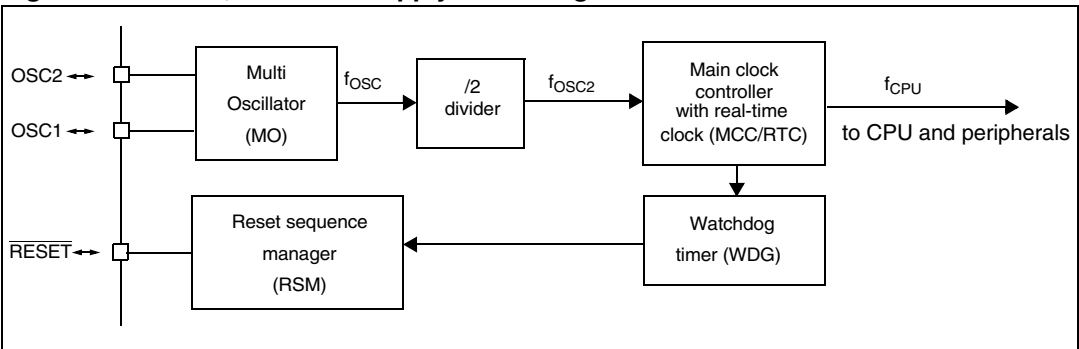 OSC2
OSC1
RESET
Multi
Oscillator
(MO)
fOSC
/2
divider
fOSC2
Main clock
controller
with real-time
clock (MCC/RTC)
fCPU
to CPU and peripherals
Reset sequence
manager
(RSM)
Watchdog
timer (WDG)